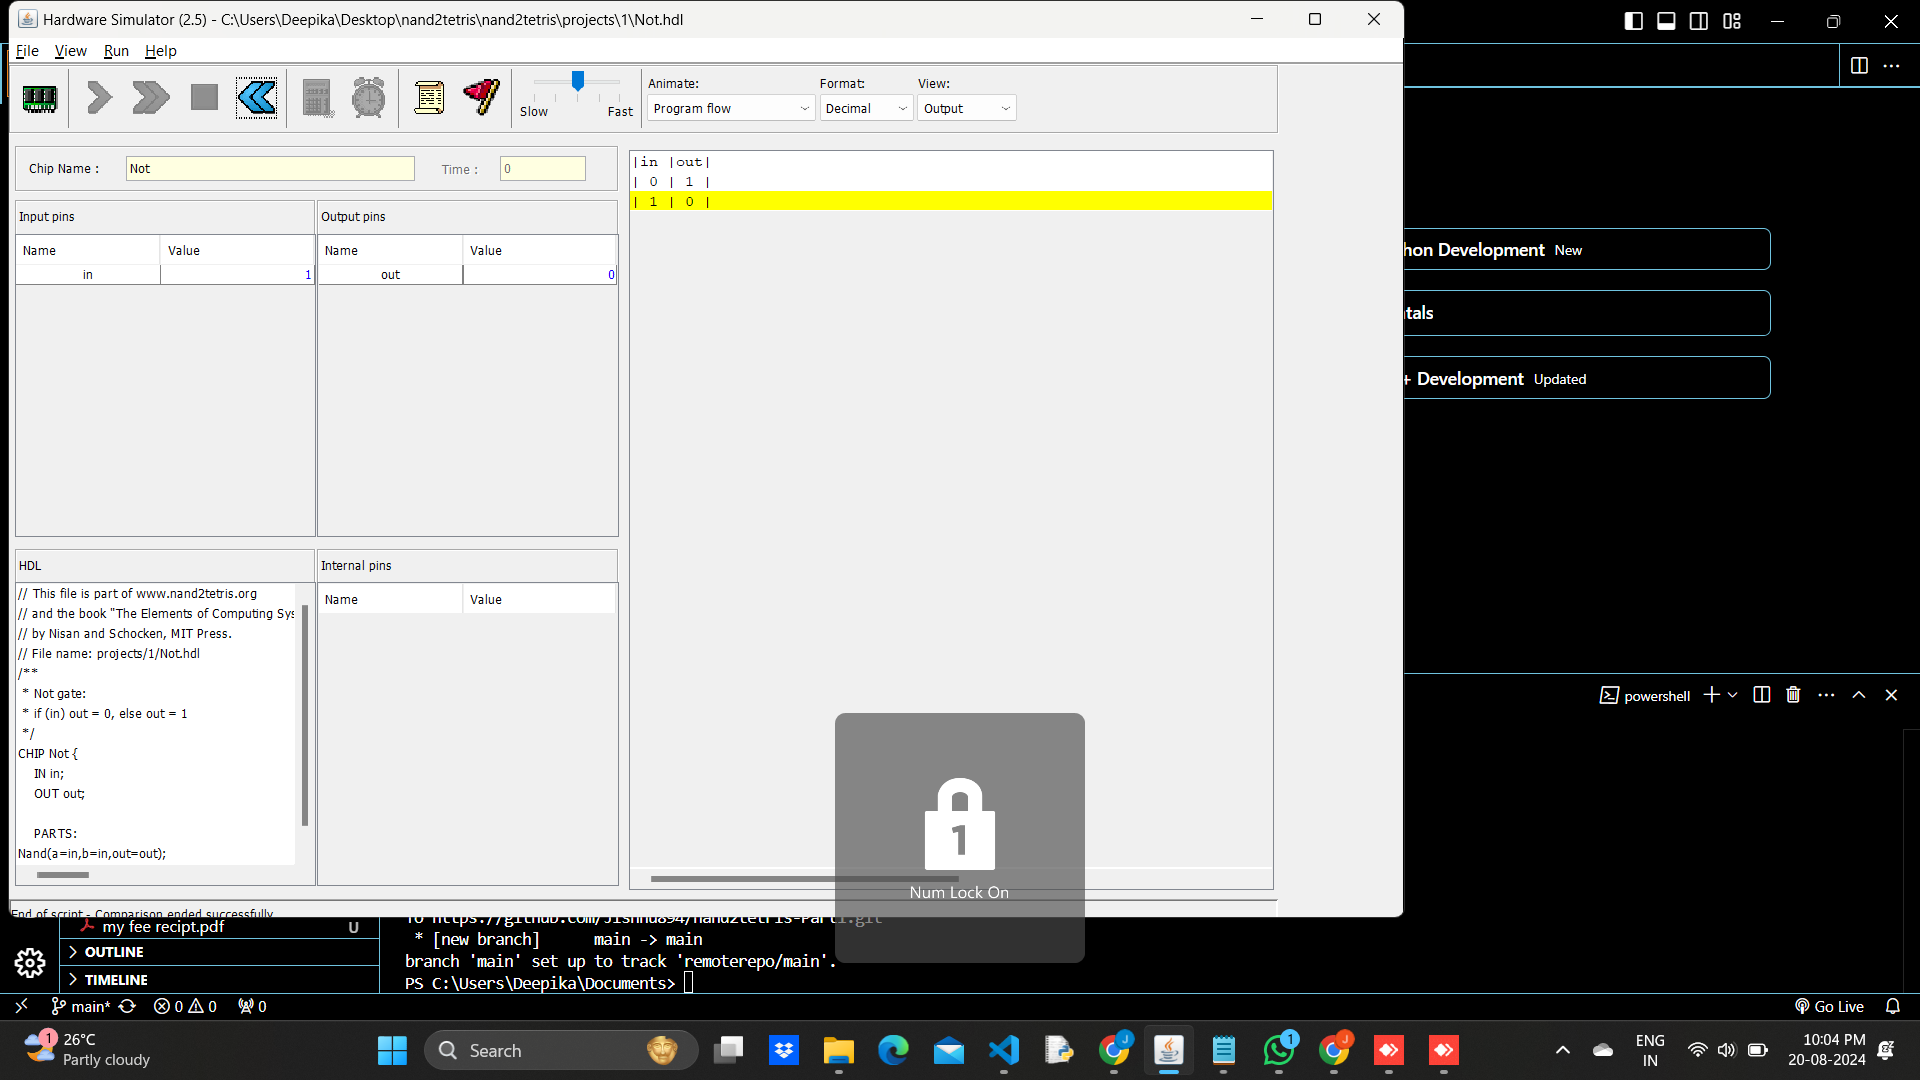 Hardware Simulator (2.5) - C:\Users\Deepika\Desktop\nand2tetris\nand2tetris\projects\1\Not.hdl
File View Run Help
Slow Fast
Animate: Format: View:
Program flow Decimal Output
Chip Name : Not Time : 0
Input pins Output pins
Name Value Name Value
in 1 out 0
|in |out|
| 0 | 1 |
| 1 | 0 |
HDL Internal pins
Name Value
// This file is part of www.nand2tetris.org
// and the book "The Elements of Computing Sys
// by Nisan and Schocken, MIT Press.
// File name: projects/1/Not.hdl
/**
* Not gate:
* if (in) out = 0, else out = 1
*/
CHIP Not {
IN in;
OUT out;
PARTS:
Nand(a=in,b=in,out=out);
End of script - Comparison ended successfully
hon Development New
tals
+ Development Updated
powershell
1
Num Lock On
my fee recipt.pdf U
OUTLINE
TIMELINE
To https://github.com/Jishnu894/nand2tetris-Part1.git
* [new branch] main -> main
branch 'main' set up to track 'remoterepo/main'.
PS C:\Users\Deepika\Documents>
main* 0 0 0
Go Live
1
26°C
Partly cloudy
Search
J
1
J
ENG
IN
10:04 PM
20-08-2024